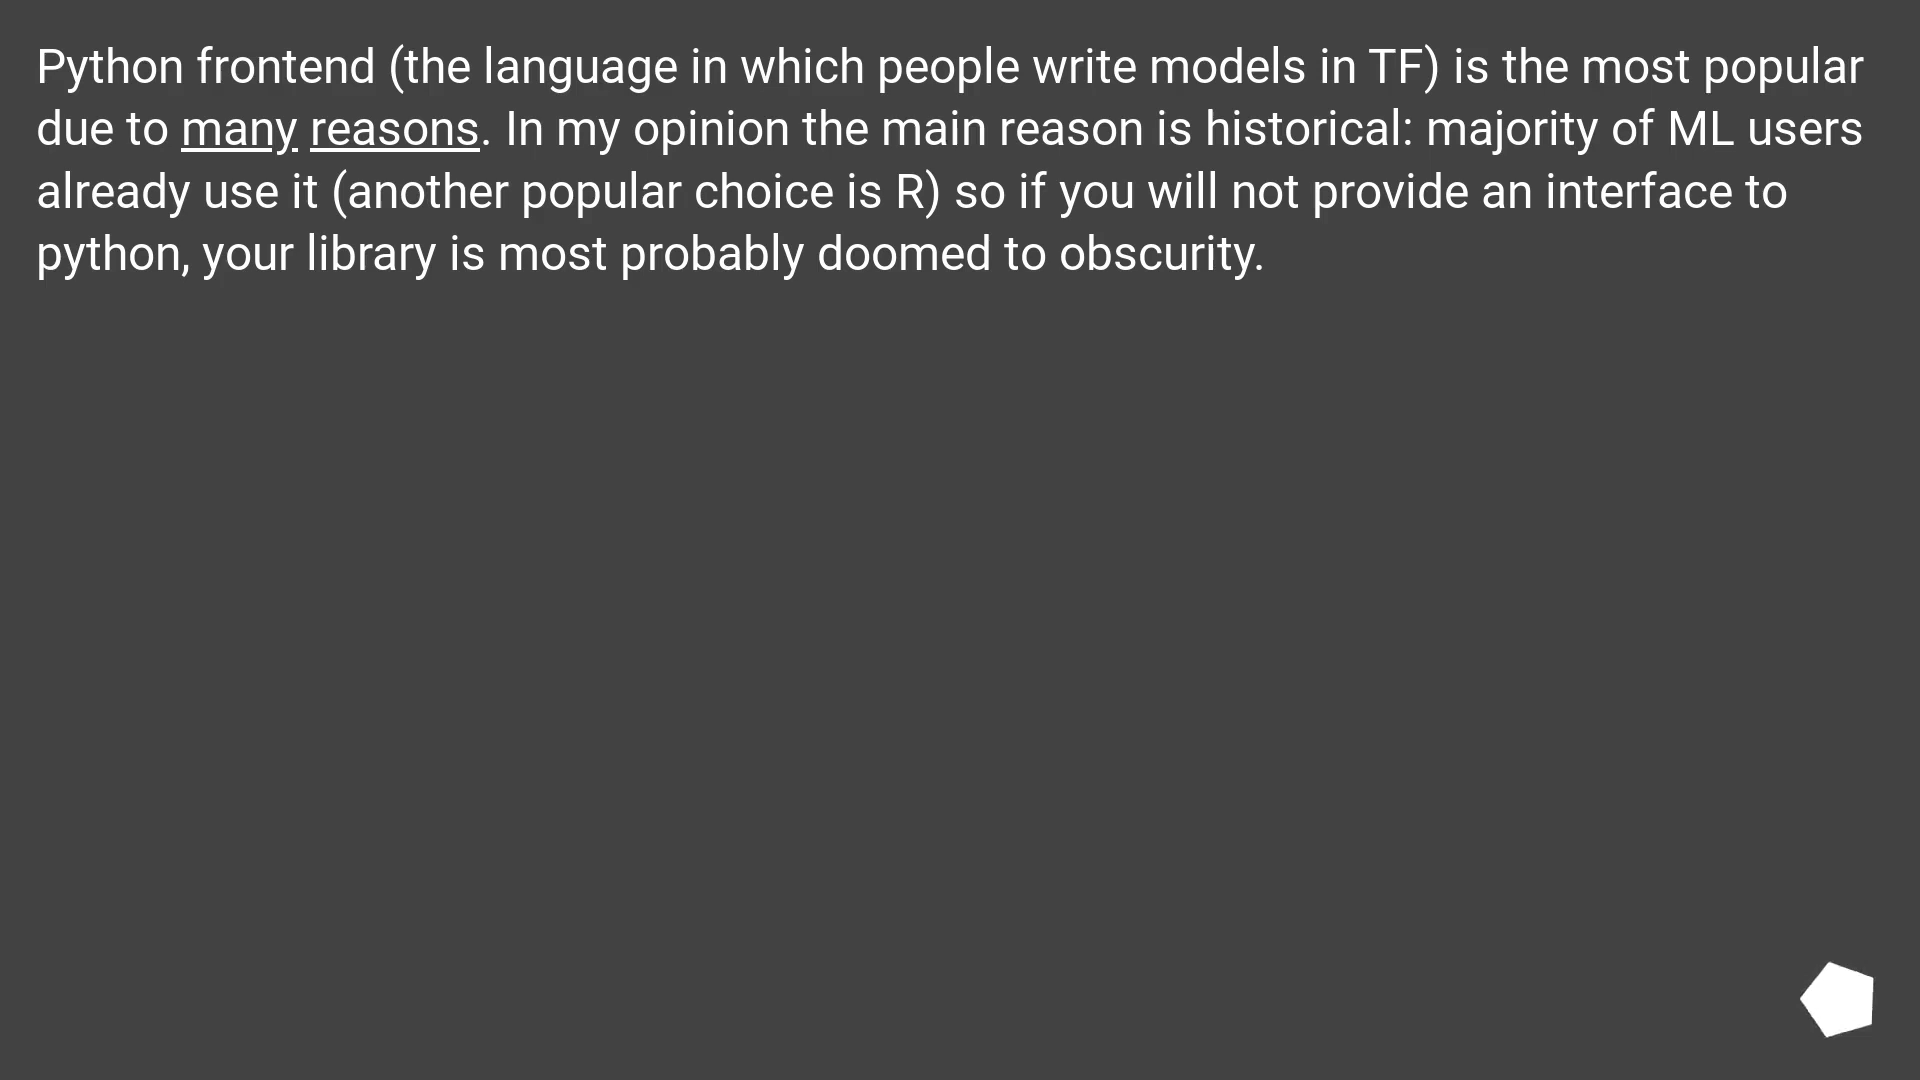 Python frontend (the language in which people write models in TF) is the most popular
due to many reasons. In my opinion the main reason is historical: majority of ML users
already use it (another popular choice is R) so if you will not provide an interface to
python, your library is most probably doomed to obscurity.